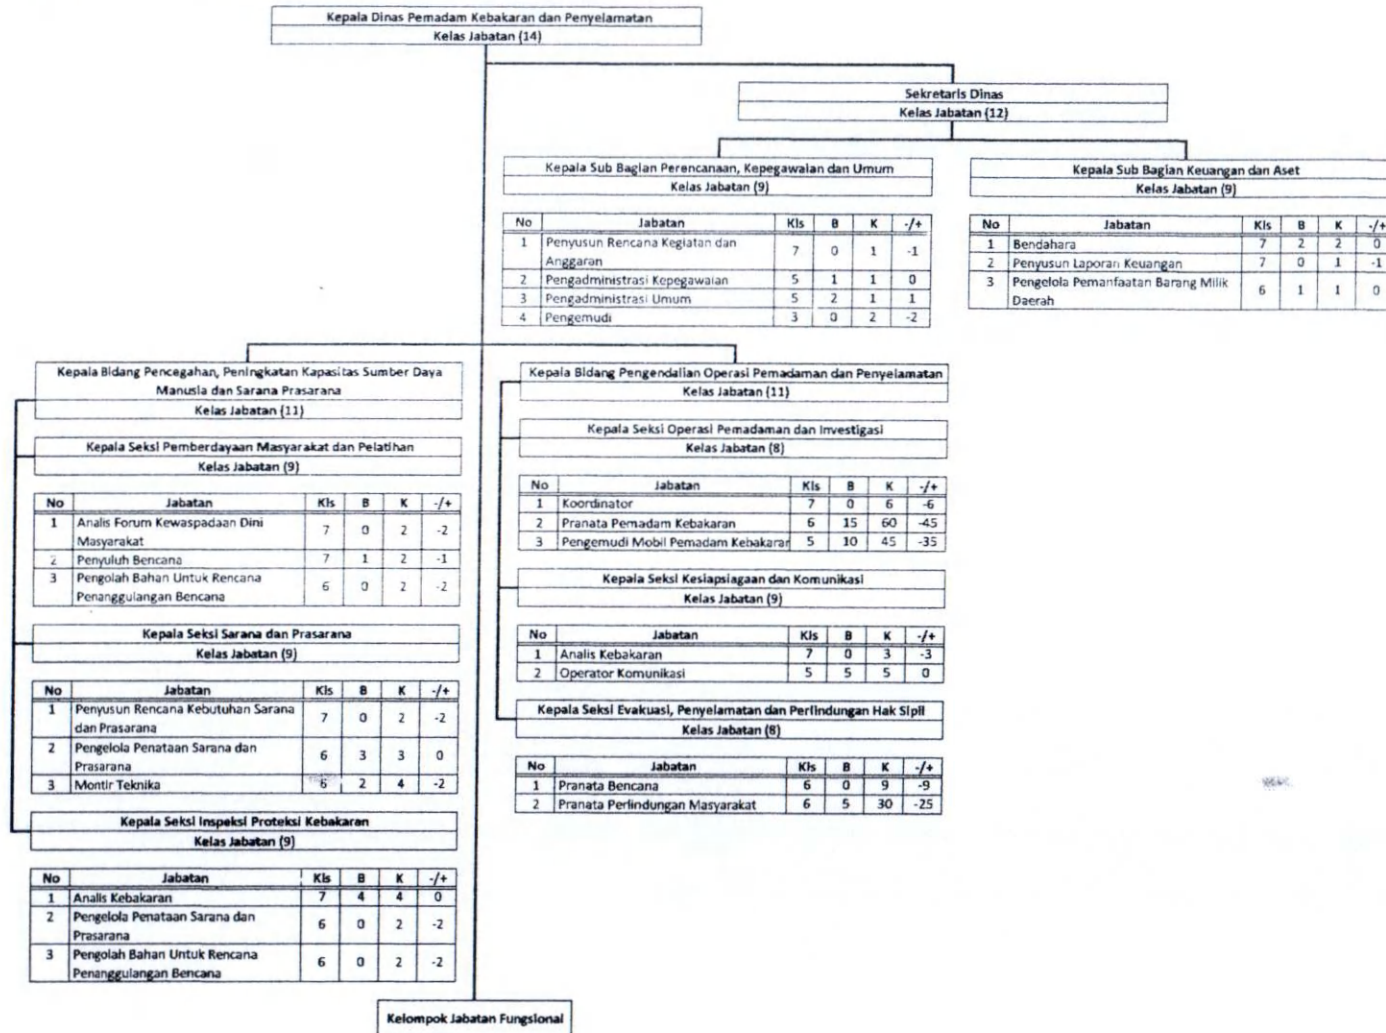 Kepala Dinas Pemadam Kebakaran dan Penyelamatan
Kelas Jabatan (14)
Sekretaris Dinas
Kelas Jabatan (12)
Kepala Sub Bagian Perencanaan, Kepegawaian dan Umum
Kelas Jabatan (9)
No Jabatan Kls B K -/+
1 Penyusun Rencana Kegiatan dan
Anggaran 7 0 1 -1
2 Pengadministrasi Kepegawaian 5 1 1 0
3 Pengadministrasi Umum 5 2 1 1
4 Pengemudi 3 0 2 -2
Kepala Sub Bagian Keuangan dan Aset
Kelas Jabatan (9)
No Jabatan Kls B K -/+
1 Bendahara 7 2 2 0
2 Penyusun Laporan Keuangan 7 0 1 -1
3 Pengelola Pemanfaatan Barang Milik
Daerah 6 1 1 0
Kepala Bidang Pencegahan, Peningkatan Kapasitas Sumber Daya
Manusia dan Sarana Prasarana
Kelas Jabatan (11)
Kepala Seksi Pemberdayaan Masyarakat dan Pelatihan
Kelas Jabatan (9)
No Jabatan Kls B K -/+
1 Analis Forum Kewaspadaan Dini
Masyarakat 7 0 2 -2
2 Penyuluh Bencana 7 1 2 -1
3 Pengolah Bahan Untuk Rencana
Penanggulangan Bencana 6 0 2 -2
Kepala Seksi Sarana dan Prasarana
Kelas Jabatan (9)
No Jabatan Kls B K -/+
1 Penyusun Rencana Kebutuhan Sarana
dan Prasarana 7 0 2 -2
2 Pengelola Penataan Sarana dan
Prasarana 6 3 3 0
3 Montir Teknika 6 2 4 -2
Kepala Seksi Inspeksi Proteksi Kebakaran
Kelas Jabatan (9)
No Jabatan Kls B K -/+
1 Analis Kebakaran 7 4 4 0
2 Pengelola Penataan Sarana dan
Prasarana 6 0 2 -2
3 Pengolah Bahan Untuk Rencana
Penanggulangan Bencana 6 0 2 -2
Kepala Bidang Pengendalian Operasi Pemadaman dan Penyelamatan
Kelas Jabatan (11)
Kepala Seksi Operasi Pemadaman dan Investigasi
Kelas Jabatan (8)
No Jabatan Kls B K -/+
1 Koordinator 7 0 6 -6
2 Pranata Pemadam Kebakaran 6 15 60 -45
3 Pengemudi Mobil Pemadam Kebakaran 5 10 45 -35
Kepala Seksi Kesiapsiagaan dan Komunikasi
Kelas Jabatan (9)
No Jabatan Kls B K -/+
1 Analis Kebakaran 7 0 3 -3
2 Operator Komunikasi 5 5 5 0
Kepala Seksi Evakuasi, Penyelamatan dan Perlindungan Hak Sipil
Kelas Jabatan (8)
No Jabatan Kls B K -/+
1 Pranata Bencana 6 0 9 -9
2 Pranata Perlindungan Masyarakat 6 5 30 -25
Kelompok Jabatan Fungsional